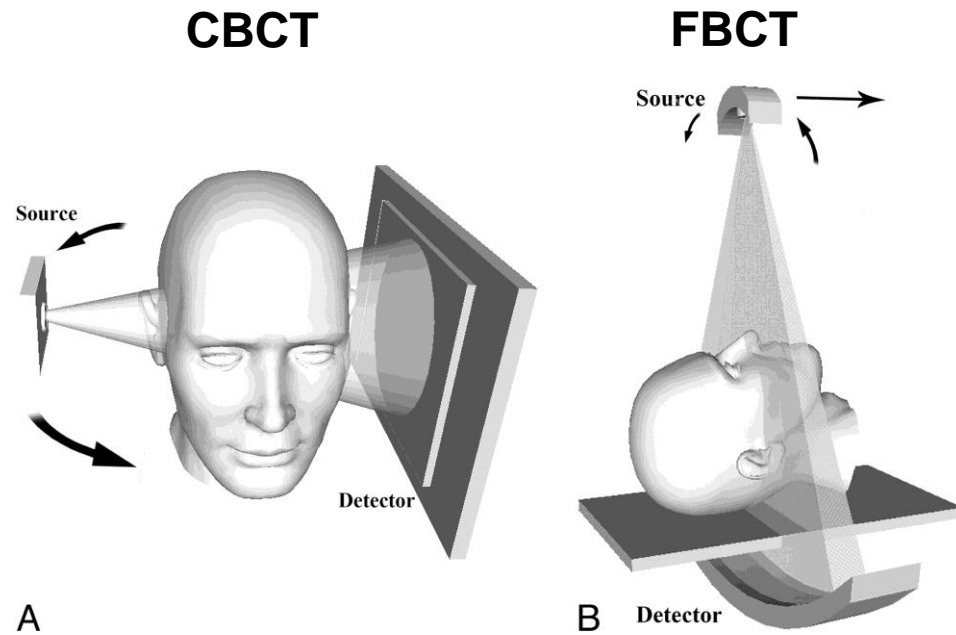 CBCT
FBCT
Source
Source
Detector
A
B
Detector